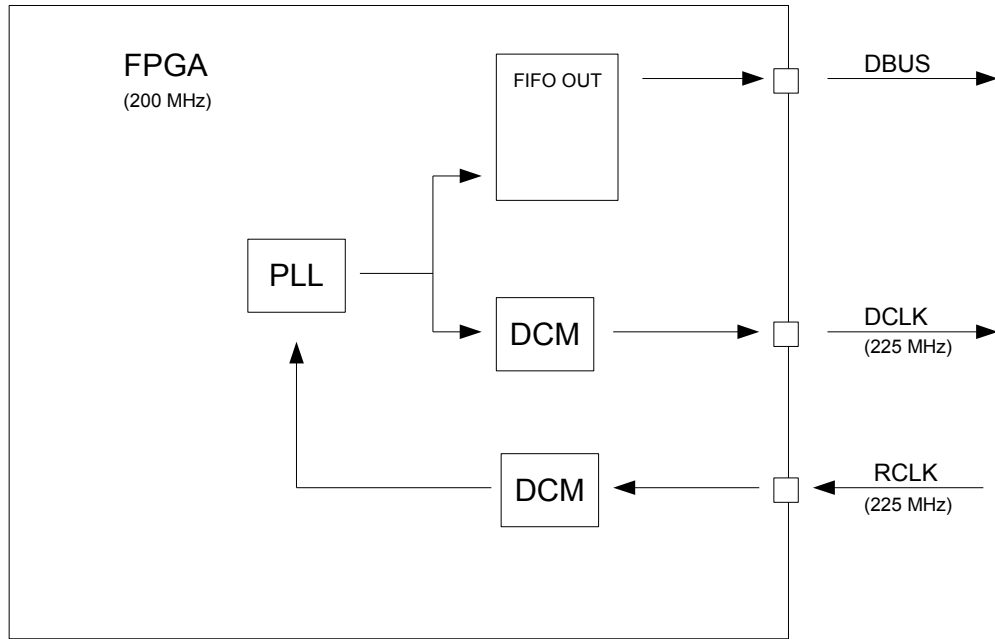 FPGA
(200 MHz)
FIFO OUT
DBUS
PLL
DCM
DCLK
(225 MHz)
DCM
RCLK
(225 MHz)